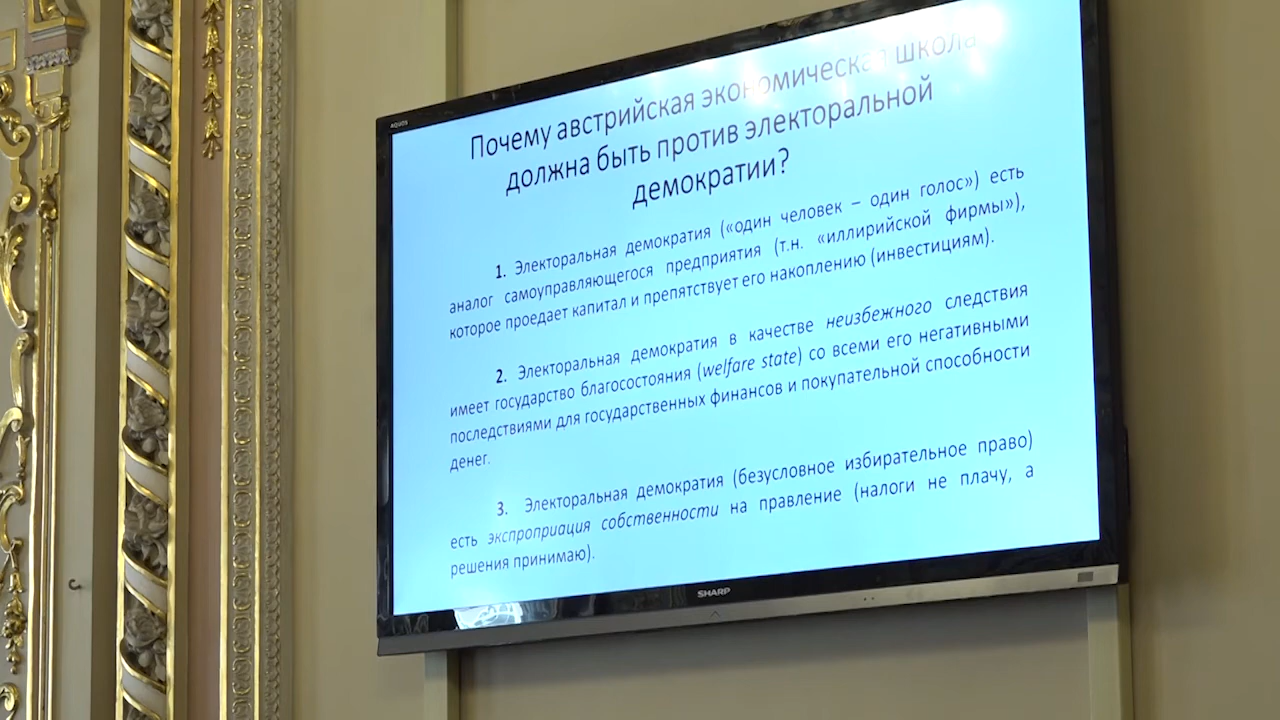 AQUOS
Почему австрийская экономическая школа
должна быть против электоральной
демократии?
1. Электоральная демократия («один человек – один голос») есть
аналог самоуправляющегося предприятия (т.н. «иллирийской фирмы»),
которое проедает капитал и препятствует его накоплению (инвестициям).
2. Электоральная демократия в качестве неизбежного следствия
имеет государство благосостояния (welfare state) со всеми его негативными
последствиями для государственных финансов и покупательной способности
денег.
3. Электоральная демократия (безусловное избирательное право)
есть экспроприация собственности на правление (налоги не плачу, а
решения принимаю).
SHARP